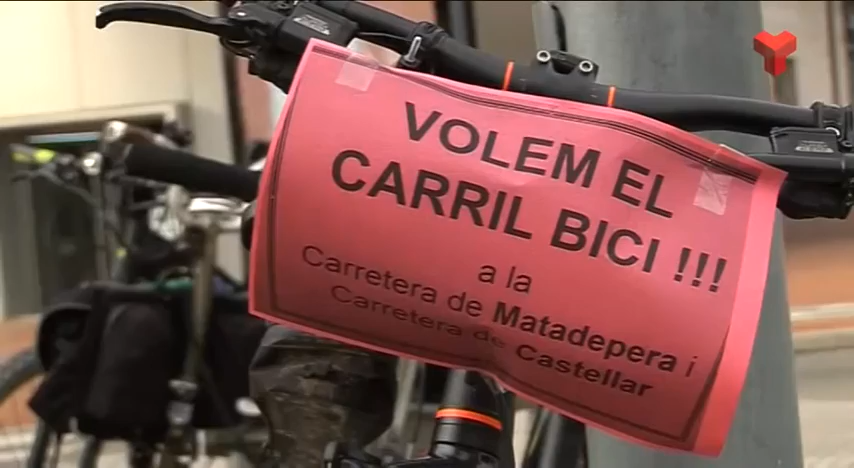 VOLEM EL
CARRIL BICI !!!
a la
Carretera de Matadepera i
Carretera de Castellar